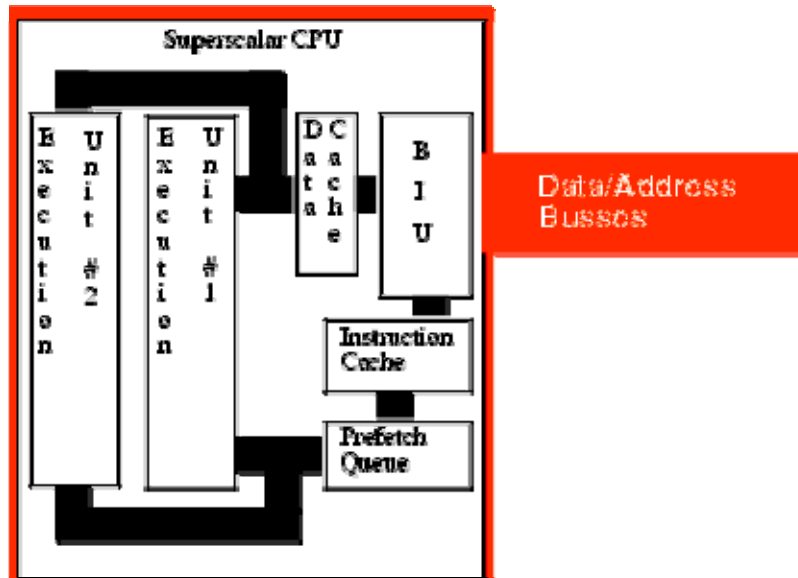 Superscalar CPU
Execution
Unit #2
Execution
Unit #1
Data
Cache
BIU
Data/Address
Busses
Instruction
Cache
Prefetch
Queue